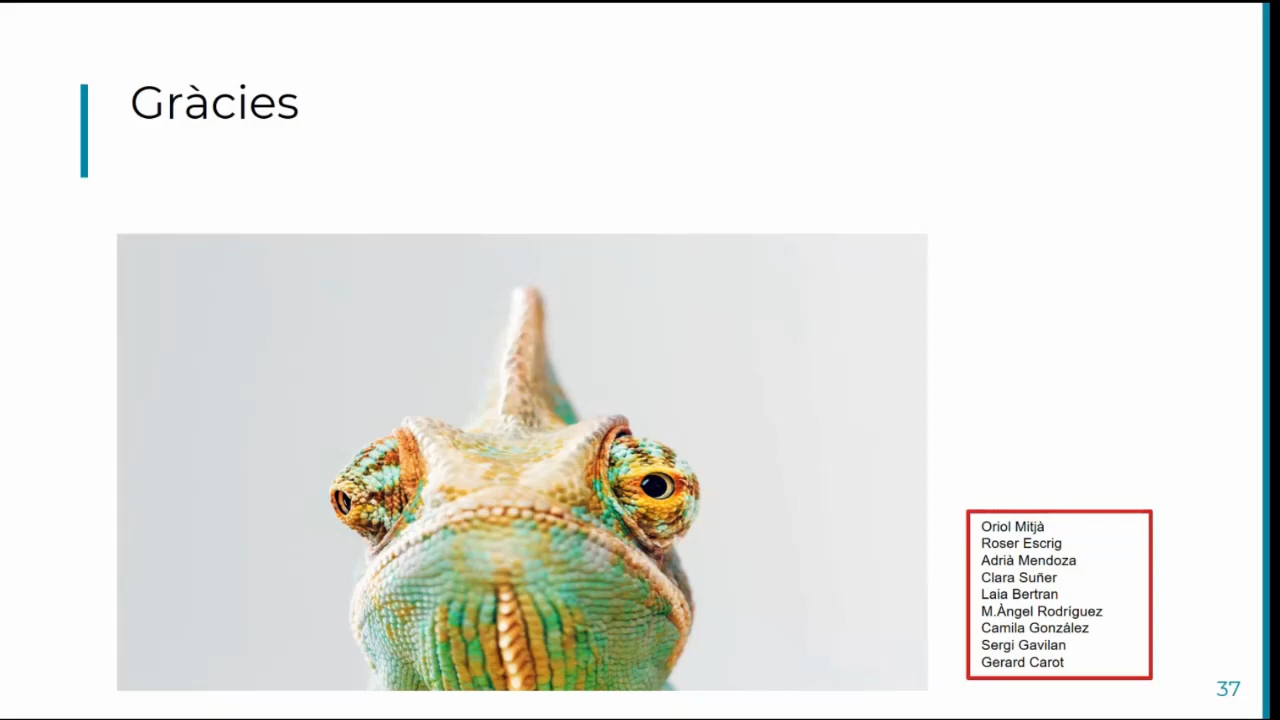 Gràcies
Oriol Mitjà
Roser Escrig
Adrià Mendoza
Clara Suñer
Laia Bertran
M.Àngel Rodríguez
Camila González
Sergi Gavilan
Gerard Carot
37